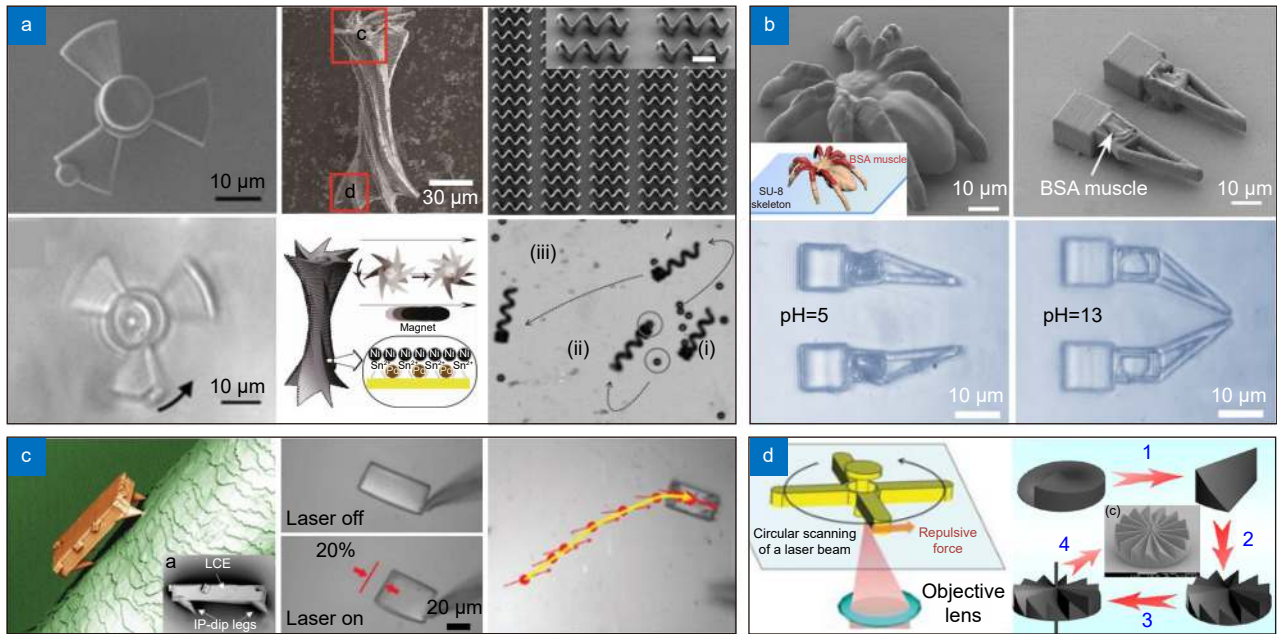 a
10 μm
c
d
30 μm
10 μm
Magnet
Ni Ni Ni Ni Ni Ni
Sn²⁺ Sn²⁺ Sn²⁺ Sn²⁺
Pd Pd Pd
(iii)
(ii)
(i)
b
BSA muscle
SU-8
skeleton
10 μm
BSA muscle
10 μm
pH=5
10 μm
pH=13
10 μm
c
a
LCE
IP-dip legs
Laser off
20%
Laser on
20 μm
d
Circular scanning
of a laser beam
Repulsive
force
Objective
lens
1
(c)
2
4
3